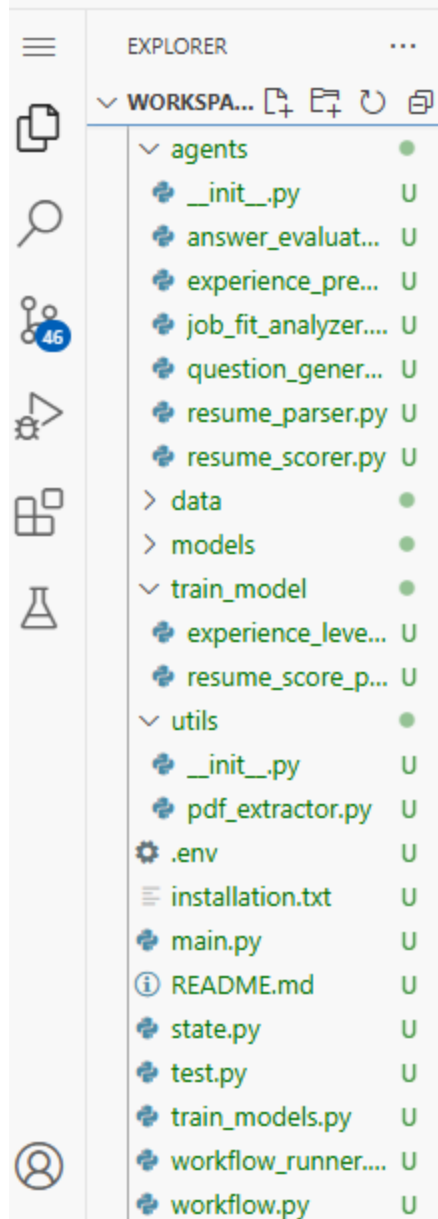 EXPLORER ...
WORKSPA...
agents
__init__.py U
answer_evaluat... U
experience_pre... U
job_fit_analyzer.... U
46
question_gener... U
resume_parser.py U
resume_scorer.py U
data
models
train_model
experience_leve... U
resume_score_p... U
utils
__init__.py U
pdf_extractor.py U
.env U
installation.txt U
main.py U
README.md U
state.py U
test.py U
train_models.py U
workflow_runner.... U
workflow.py U